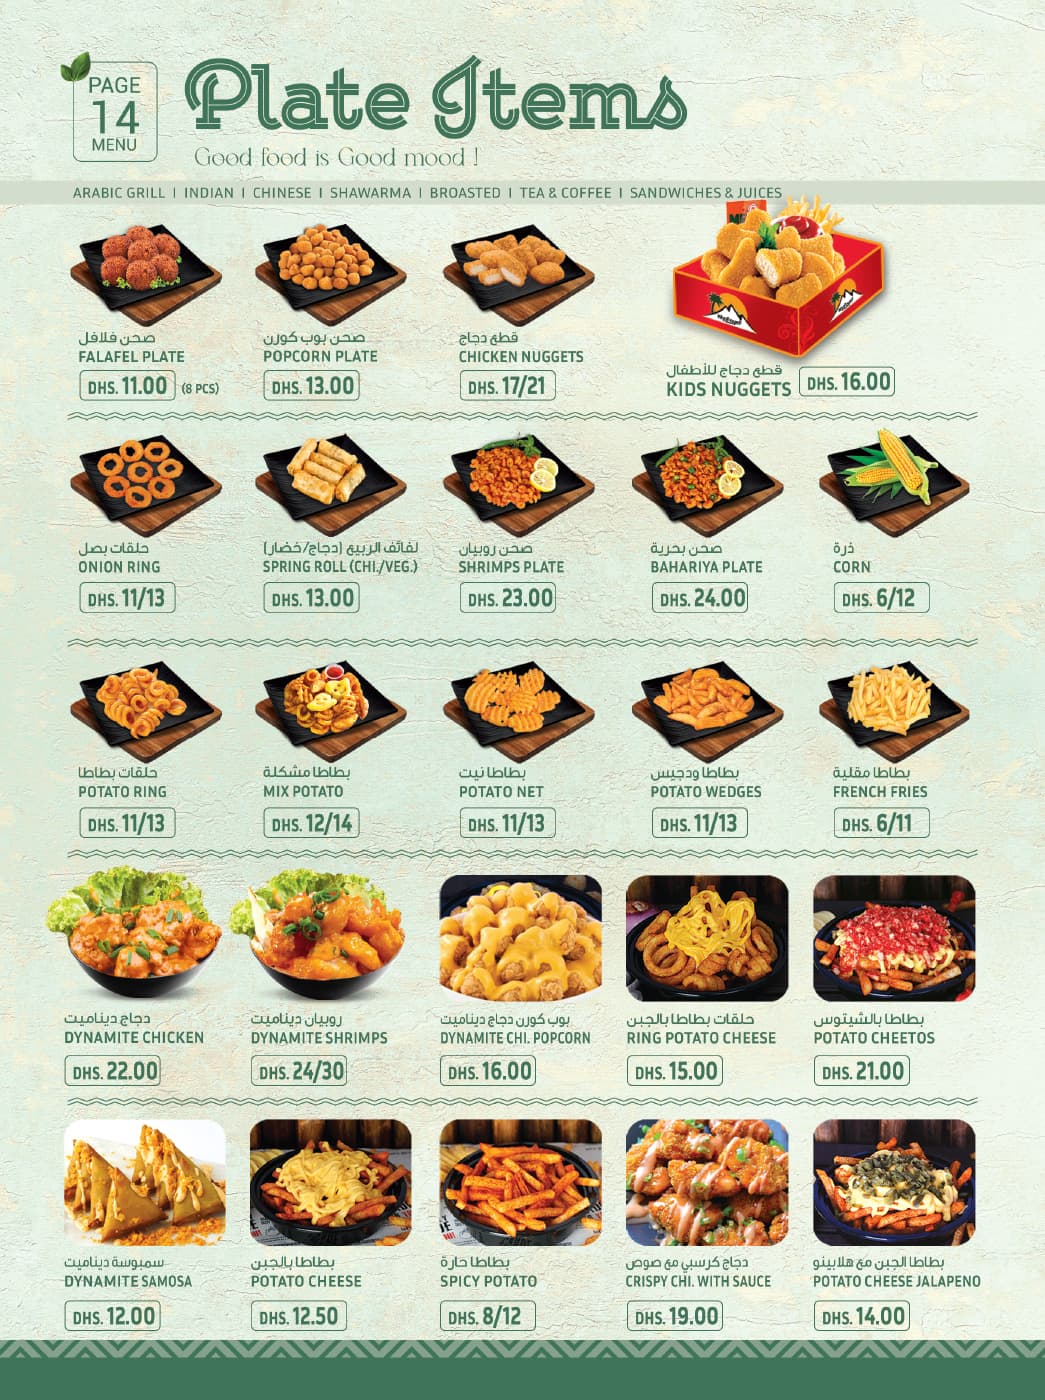 PAGE
14
MENU
Plate Items
Good food is Good mood !
ARABIC GRILL I INDIAN I CHINESE I SHAWARMA I BROASTED I TEA & COFFEE I SANDWICHES & JUICES
صحن فلافل
FALAFEL PLATE
DHS. 11.00 (8 PCS)
صحن بوب كورن
POPCORN PLATE
DHS. 13.00
قطع دجاج
CHICKEN NUGGETS
DHS. 17/21
قطع دجاج للأطفال
KIDS NUGGETS
DHS. 16.00
حلقات بصل
ONION RING
DHS. 11/13
لفائف الربيع (دجاج/خضار)
SPRING ROLL (CHI./VEG.)
DHS. 13.00
صحن روبيان
SHRIMPS PLATE
DHS. 23.00
صحن بحرية
BAHARIYA PLATE
DHS. 24.00
ذرة
CORN
DHS. 6/12
حلقات بطاطا
POTATO RING
DHS. 11/13
بطاطا مشكلة
MIX POTATO
DHS. 12/14
بطاطا نيت
POTATO NET
DHS. 11/13
بطاطا ودجيس
POTATO WEDGES
DHS. 11/13
بطاطا مقلية
FRENCH FRIES
DHS. 6/11
دجاج ديناميت
DYNAMITE CHICKEN
DHS. 22.00
روبيان ديناميت
DYNAMITE SHRIMPS
DHS. 24/30
بوب كورن دجاج ديناميت
DYNAMITE CHI. POPCORN
DHS. 16.00
حلقات بطاطا بالجبن
RING POTATO CHEESE
DHS. 15.00
بطاطا بالشيتوس
POTATO CHEETOS
DHS. 21.00
سمبوسة ديناميت
DYNAMITE SAMOSA
DHS. 12.00
بطاطا بالجبن
POTATO CHEESE
DHS. 12.50
بطاطا حارة
SPICY POTATO
DHS. 8/12
دجاج كرسبي مع صوص
CRISPY CHI. WITH SAUCE
DHS. 19.00
بطاطا الجبن مع هلابينو
POTATO CHEESE JALAPENO
DHS. 14.00